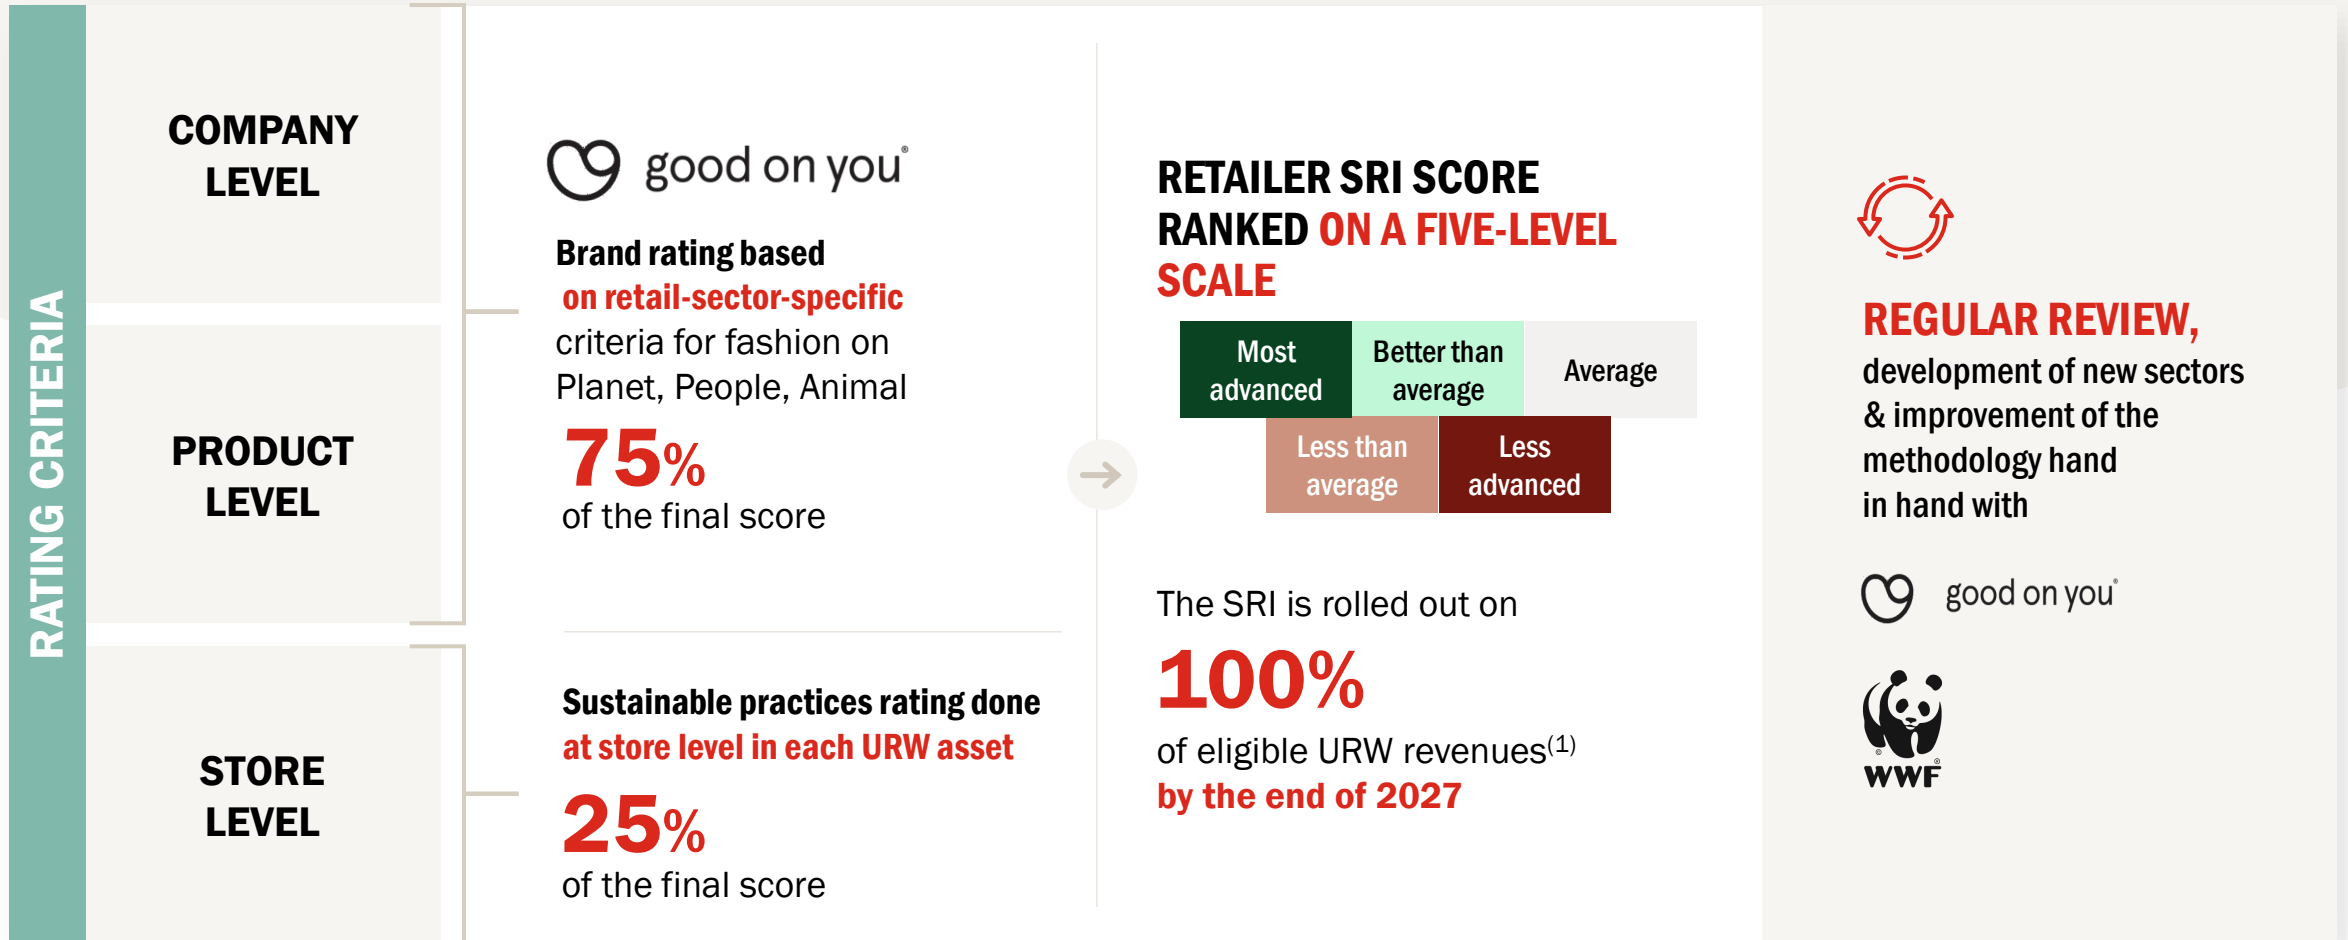 RATING CRITERIA
COMPANY
LEVEL
PRODUCT
LEVEL
STORE
LEVEL
good on you®
Brand rating based
on retail-sector-specific
criteria for fashion on
Planet, People, Animal
75%
of the final score
Sustainable practices rating done
at store level in each URW asset
25%
of the final score
RETAILER SRI SCORE
RANKED ON A FIVE-LEVEL
SCALE
Most
advanced
Better than
average
Average
Less than
average
Less
advanced
The SRI is rolled out on
100%
of eligible URW revenues(1)
by the end of 2027
REGULAR REVIEW,
development of new sectors
& improvement of the
methodology hand
in hand with
good on you®
©
®
WWF